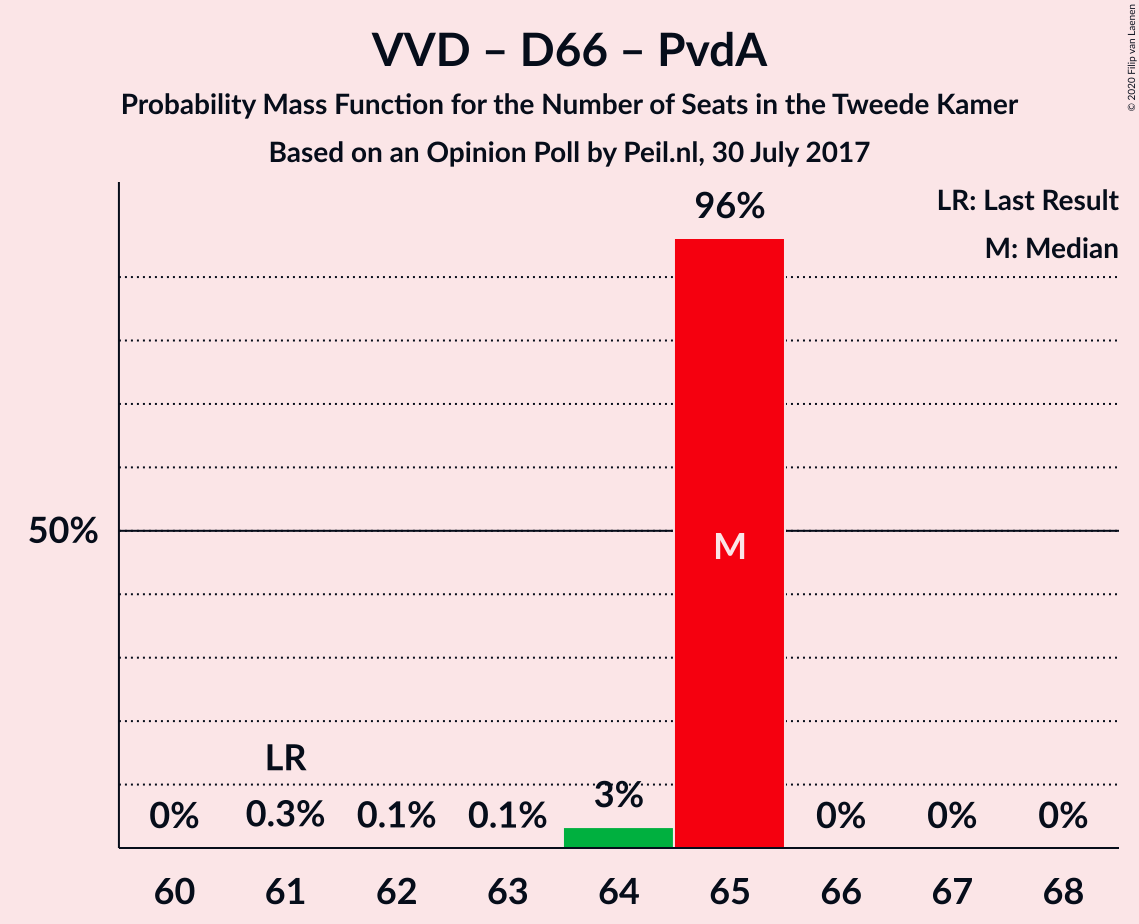 VVD – D66 – PvdA
Probability Mass Function for the Number of Seats in the Tweede Kamer
Based on an Opinion Poll by Peil.nl, 30 July 2017
© 2020 Filip van Laenen
LR: Last Result
M: Median
96%
50%
M
LR
0% 0.3% 0.1% 0.1% 3% 0% 0% 0%
60 61 62 63 64 65 66 67 68